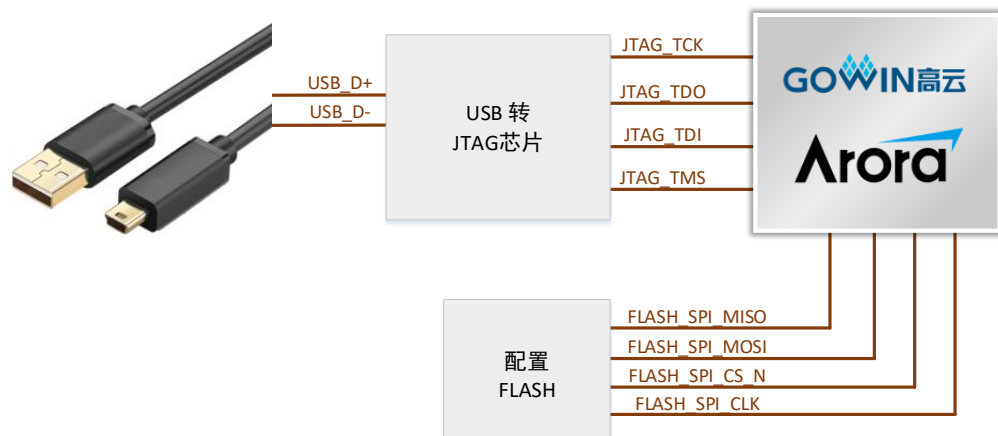 USB_D+
USB_D-
USB 转
JTAG芯片
JTAG_TCK
JTAG_TDO
JTAG_TDI
JTAG_TMS
GOWIN高云
Arora
配置
FLASH
FLASH_SPI_MISO
FLASH_SPI_MOSI
FLASH_SPI_CS_N
FLASH_SPI_CLK